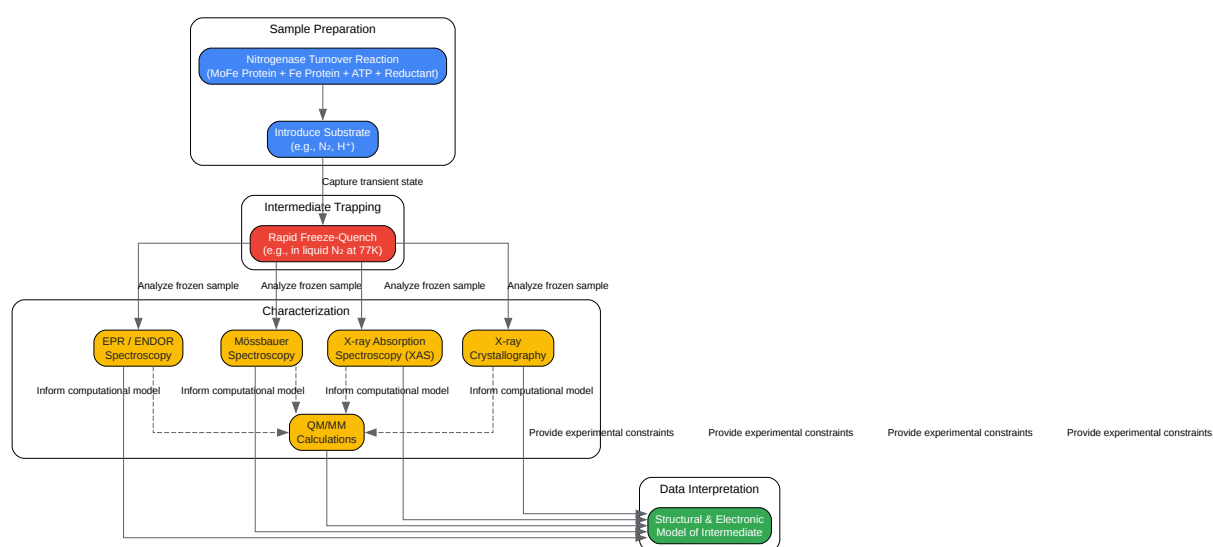 Sample Preparation
Nitrogenase Turnover Reaction
(MoFe Protein + Fe Protein + ATP + Reductant)
Introduce Substrate
(e.g., N₂, H⁺)
Capture transient state
Intermediate Trapping
Rapid Freeze-Quench
(e.g., in liquid N₂ at 77K)
Analyze frozen sample
Analyze frozen sample
Analyze frozen sample
Analyze frozen sample
Characterization
EPR / ENDOR
Spectroscopy
Mössbauer
Spectroscopy
X-ray Absorption
Spectroscopy (XAS)
X-ray
Crystallography
Inform computational model
Inform computational model
Inform computational model
Inform computational model
QM/MM
Calculations
Provide experimental constraints
Provide experimental constraints
Provide experimental constraints
Provide experimental constraints
Data Interpretation
Structural & Electronic
Model of Intermediate